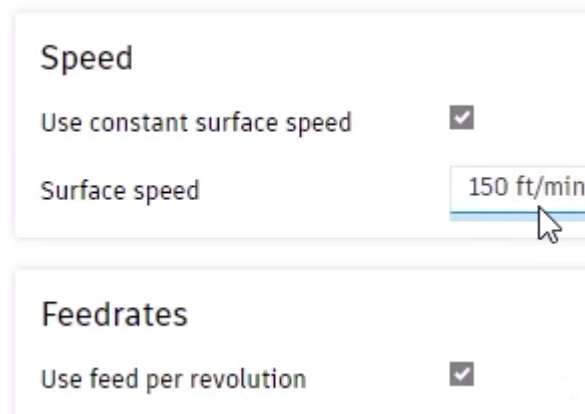 Speed
Use constant surface speed
Surface speed
150 ft/min
Feedrates
Use feed per revolution